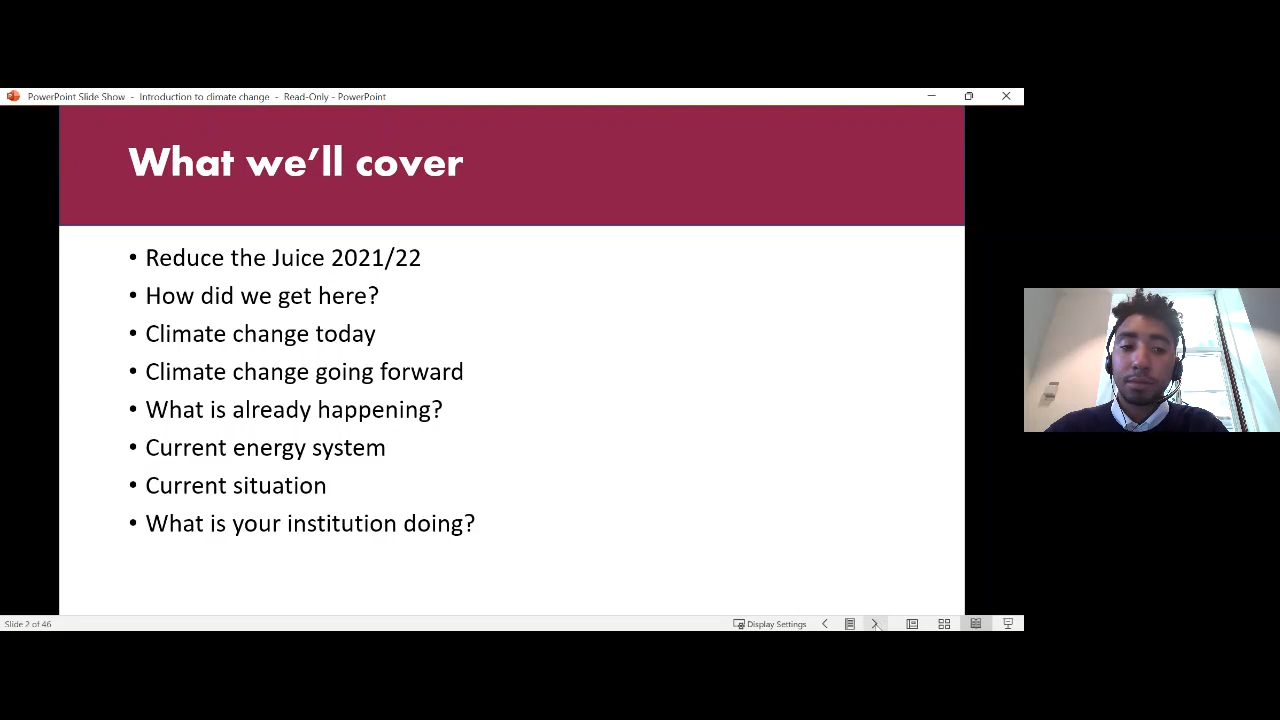 PowerPoint Slide Show - Introduction to climate change - Read-Only - PowerPoint
What we'll cover
• Reduce the Juice 2021/22
• How did we get here?
• Climate change today
• Climate change going forward
• What is already happening?
• Current energy system
• Current situation
• What is your institution doing?
Slide 2 of 46
Display Settings